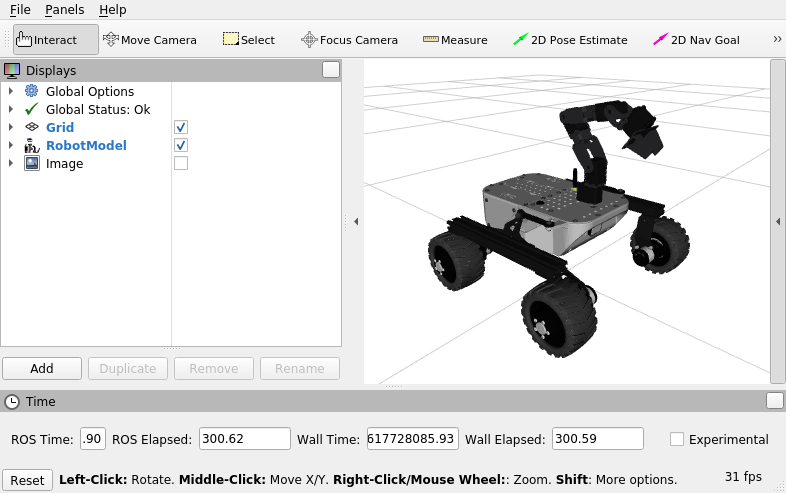 File Panels Help
Interact Move Camera Select Focus Camera Measure 2D Pose Estimate 2D Nav Goal »
Displays
Global Options
Global Status: Ok
Grid
RobotModel
Image
Add Duplicate Remove Rename
Time
ROS Time: .90 ROS Elapsed: 300.62 Wall Time: 617728085.93 Wall Elapsed: 300.59 Experimental
Reset Left-Click: Rotate. Middle-Click: Move X/Y. Right-Click/Mouse Wheel:: Zoom. Shift: More options. 31 fps